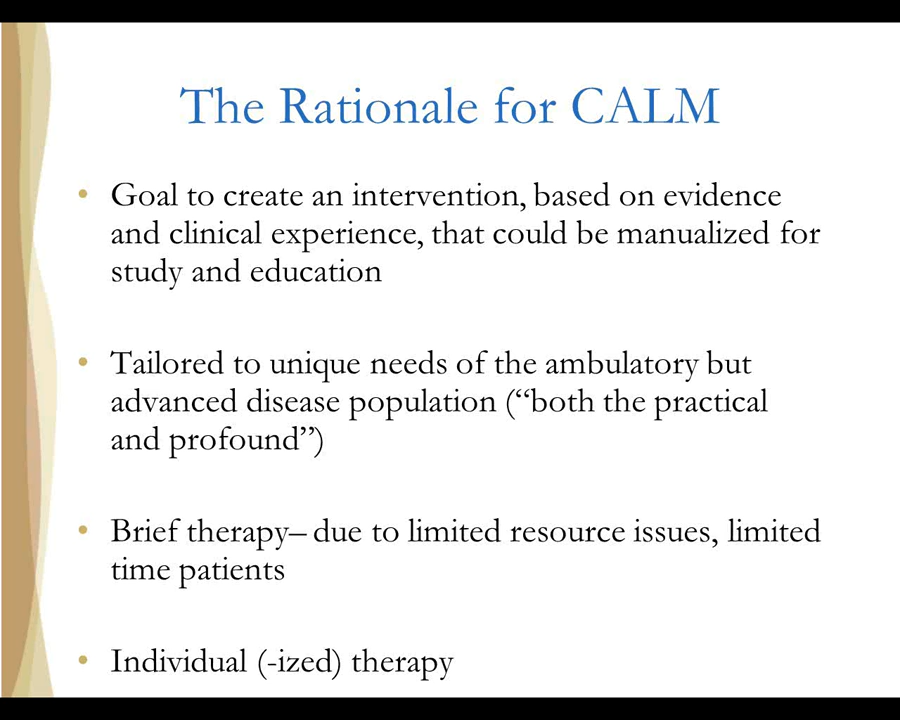 The Rationale for CALM
• Goal to create an intervention, based on evidence
and clinical experience, that could be manualized for
study and education
• Tailored to unique needs of the ambulatory but
advanced disease population (“both the practical
and profound”)
• Brief therapy– due to limited resource issues, limited
time patients
• Individual (-ized) therapy